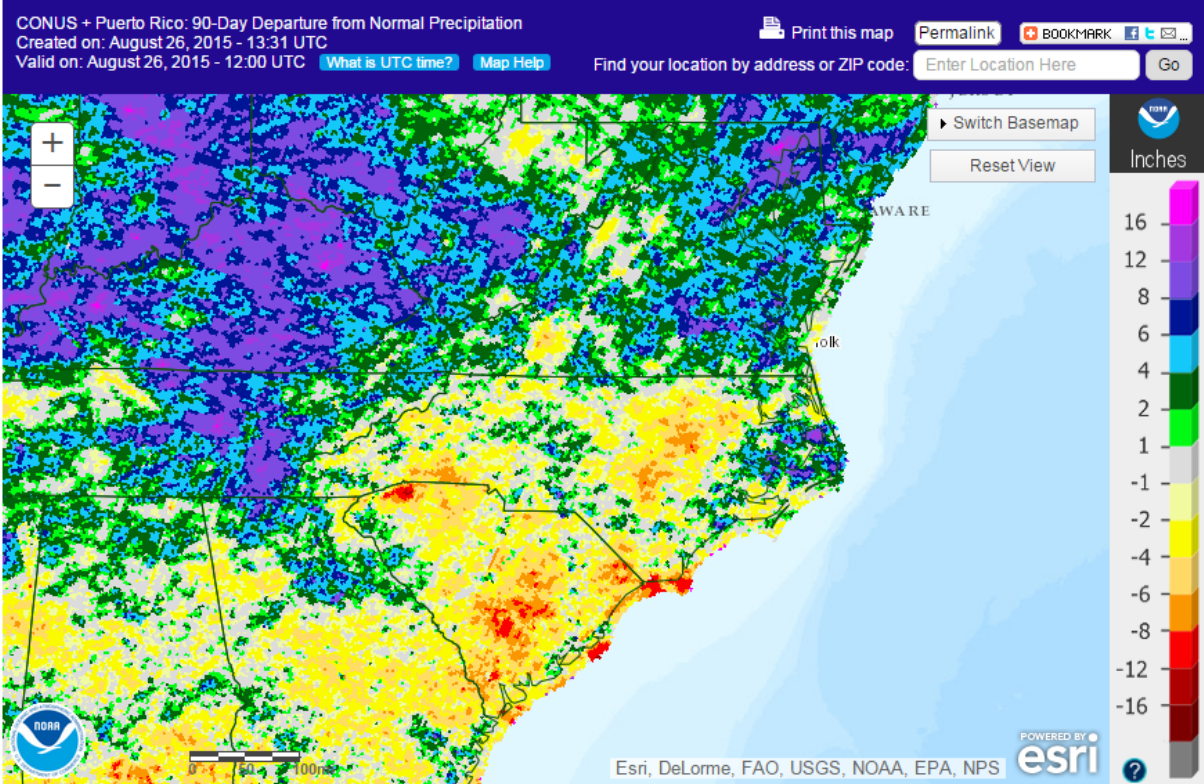 CONUS + Puerto Rico: 90-Day Departure from Normal Precipitation
Created on: August 26, 2015 - 13:31 UTC
Valid on: August 26, 2015 - 12:00 UTC What is UTC time? Map Help
Print this map Permalink BOOKMARK
Find your location by address or ZIP code: Enter Location Here Go
+
−
Switch Basemap
Reset View
AWARE
folk
NOAA
Inches
16
12
8
6
4
2
1
-1
-2
-4
-6
-8
-12
-16
NOAA
0 50 100nm
POWERED BY
esri
Esri, DeLorme, FAO, USGS, NOAA, EPA, NPS
?